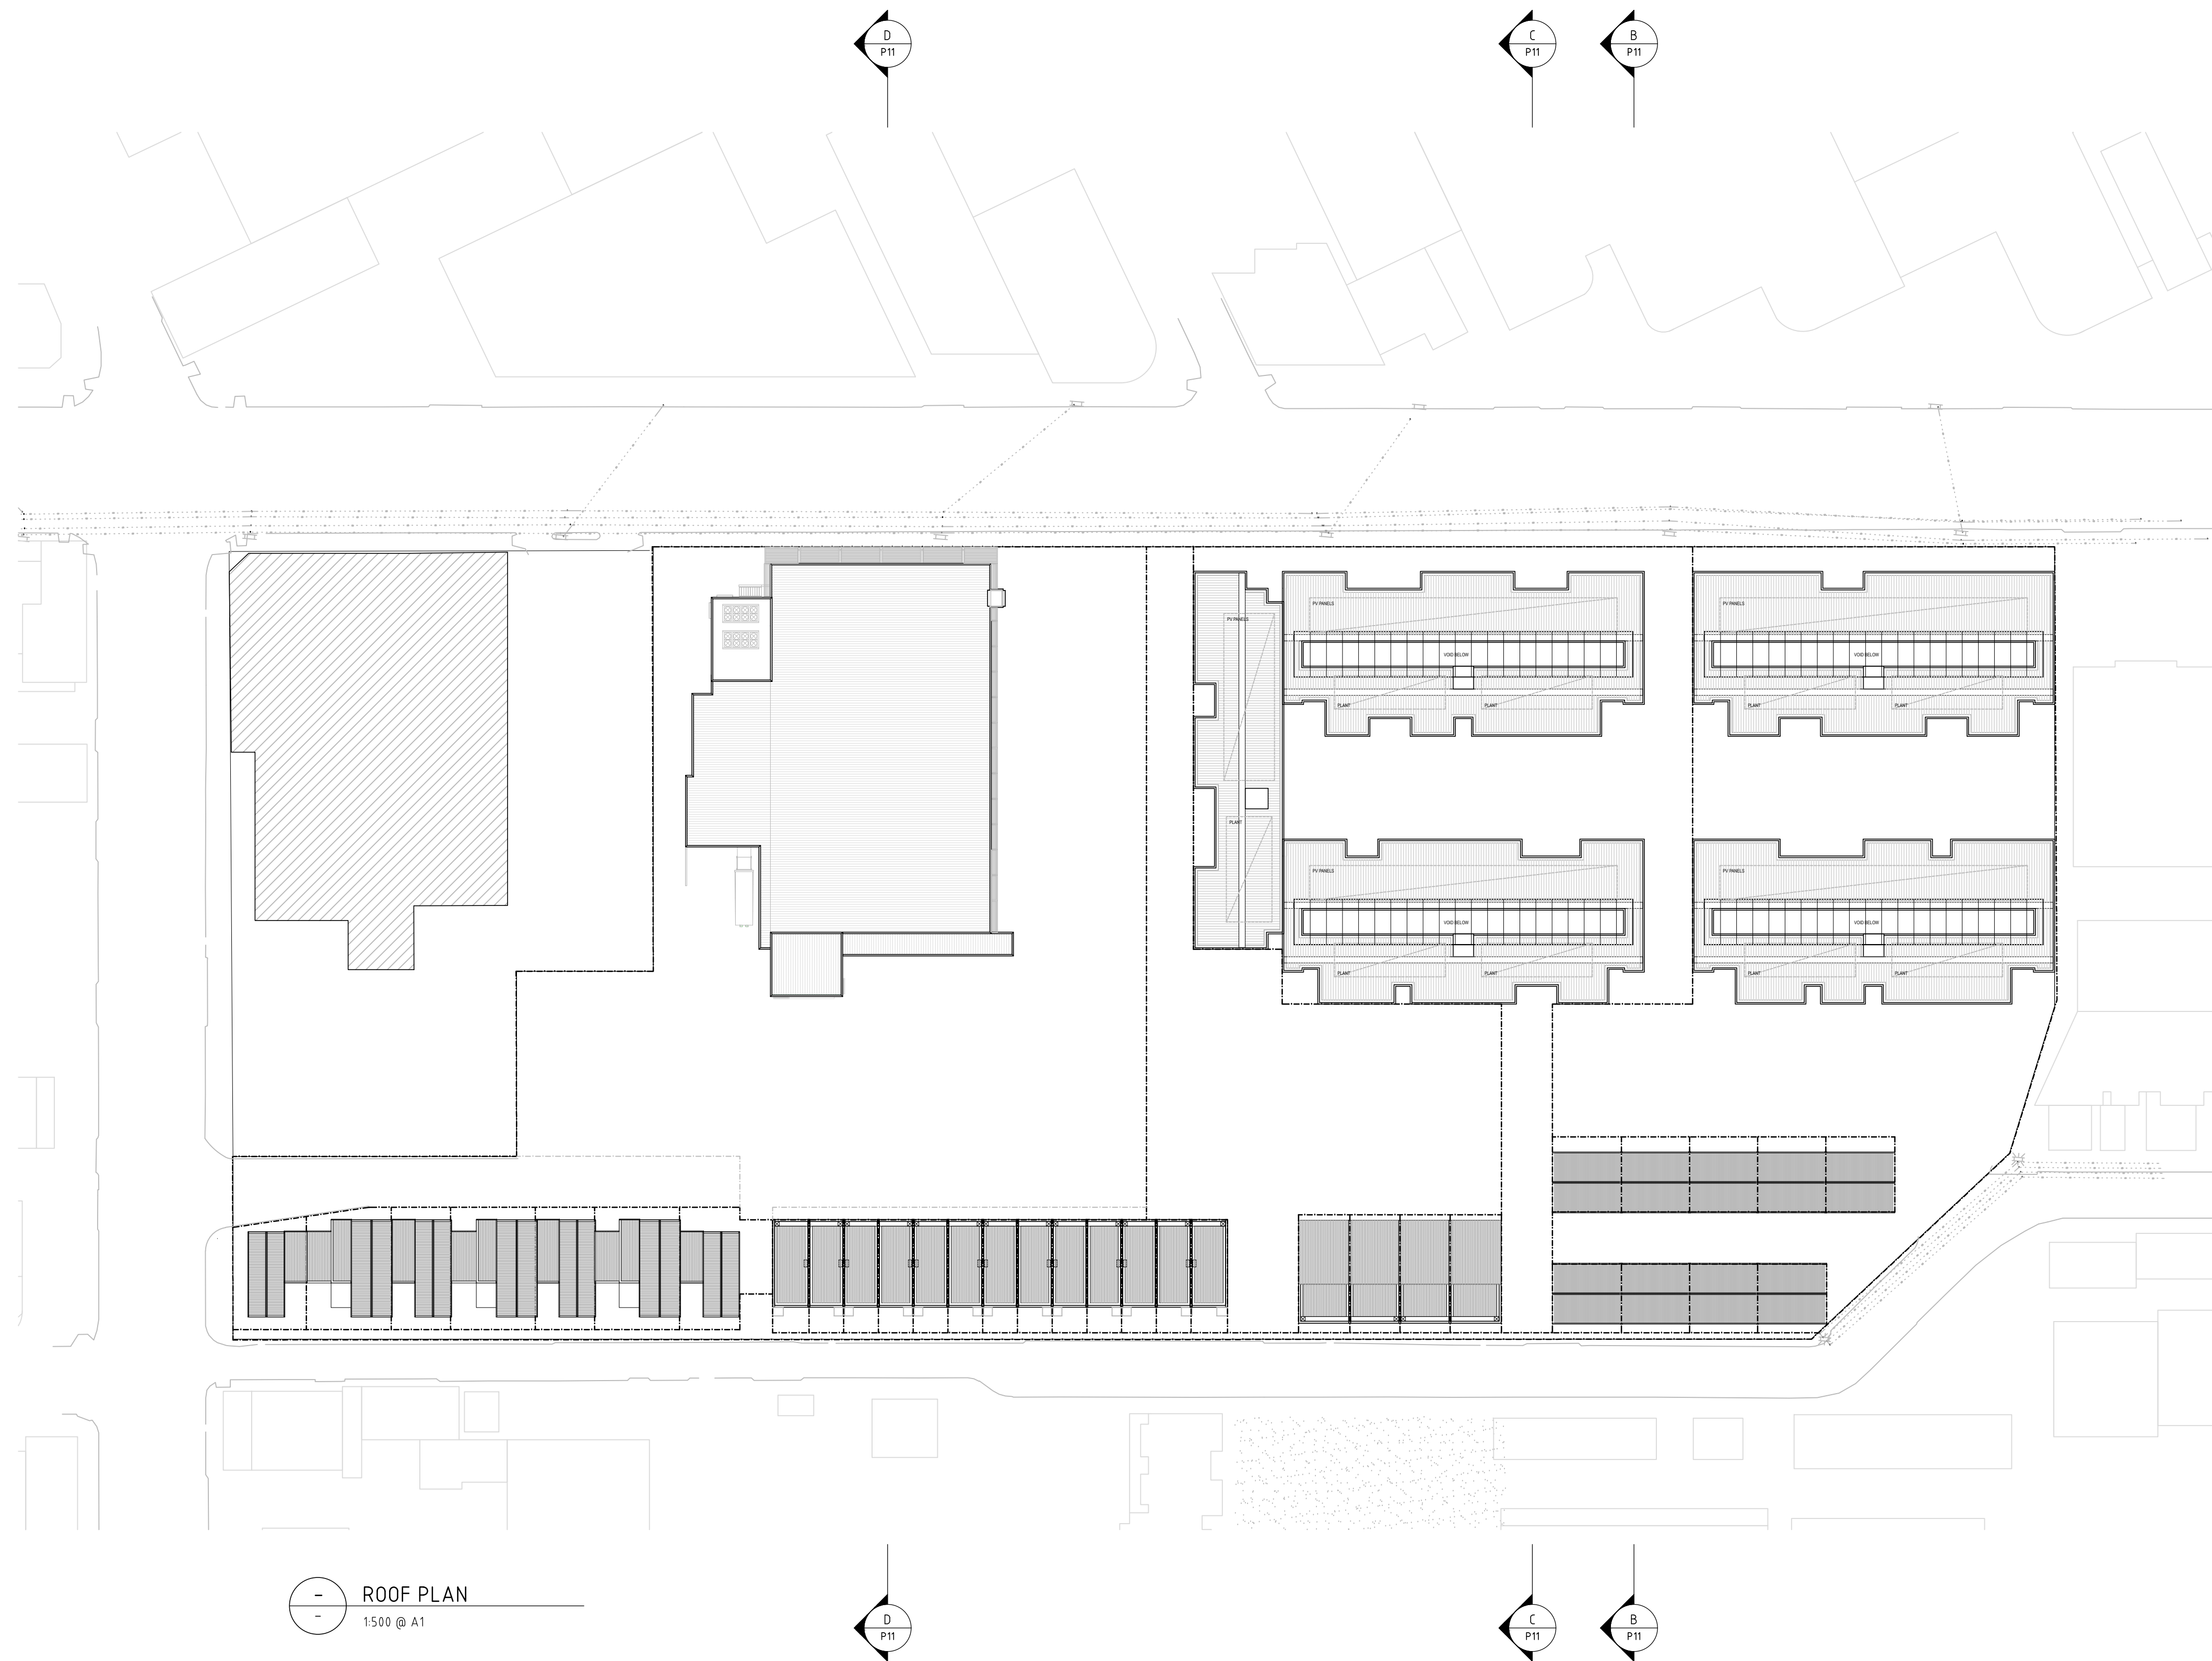 D
P11
C
P11
B
P11
PV PANELS
PV PANELS
PV PANELS
VOID BELOW
VOID BELOW
PLANT
PLANT
PLANT
PLANT
PLANT
PV PANELS
PV PANELS
VOID BELOW
VOID BELOW
PLANT
PLANT
PLANT
PLANT
ROOF PLAN
1:500 @ A1
D
P11
C
P11
B
P11